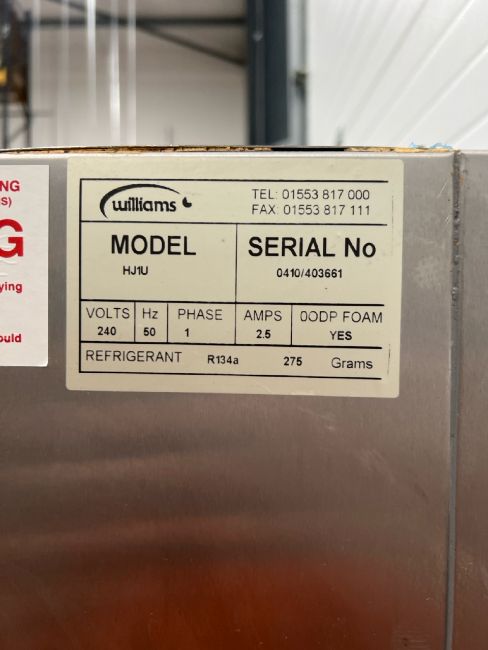 NG
S)
G
ying
ould
williams
TEL: 01553 817 000
FAX: 01553 817 111
MODEL
HJ1U
SERIAL No
0410/403661
VOLTS
240
Hz
50
PHASE
1
AMPS
2.5
0ODP FOAM
YES
REFRIGERANT R134a 275 Grams